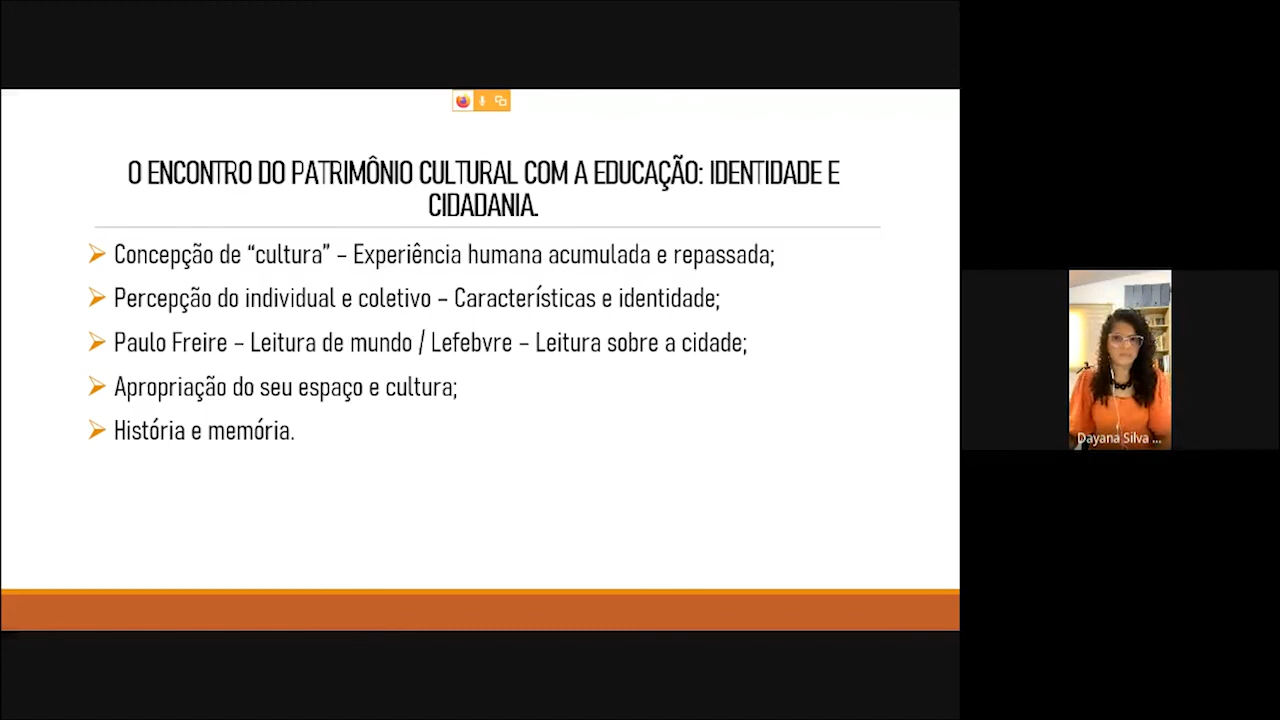 O ENCONTRO DO PATRIMÔNIO CULTURAL COM A EDUCAÇÃO: IDENTIDADE E
CIDADANIA.
Concepção de “cultura” – Experiência humana acumulada e repassada;
Percepção do individual e coletivo – Características e identidade;
Paulo Freire – Leitura de mundo / Lefebvre – Leitura sobre a cidade;
Apropriação do seu espaço e cultura;
História e memória.
Dayana Silva ...